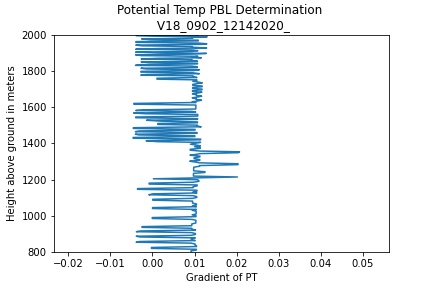 Potential Temp PBL Determination
V18_0902_12142020_
Height above ground in meters
2000
1800
1600
1400
1200
1000
800
−0.02 −0.01 0.00 0.01 0.02 0.03 0.04 0.05
Gradient of PT